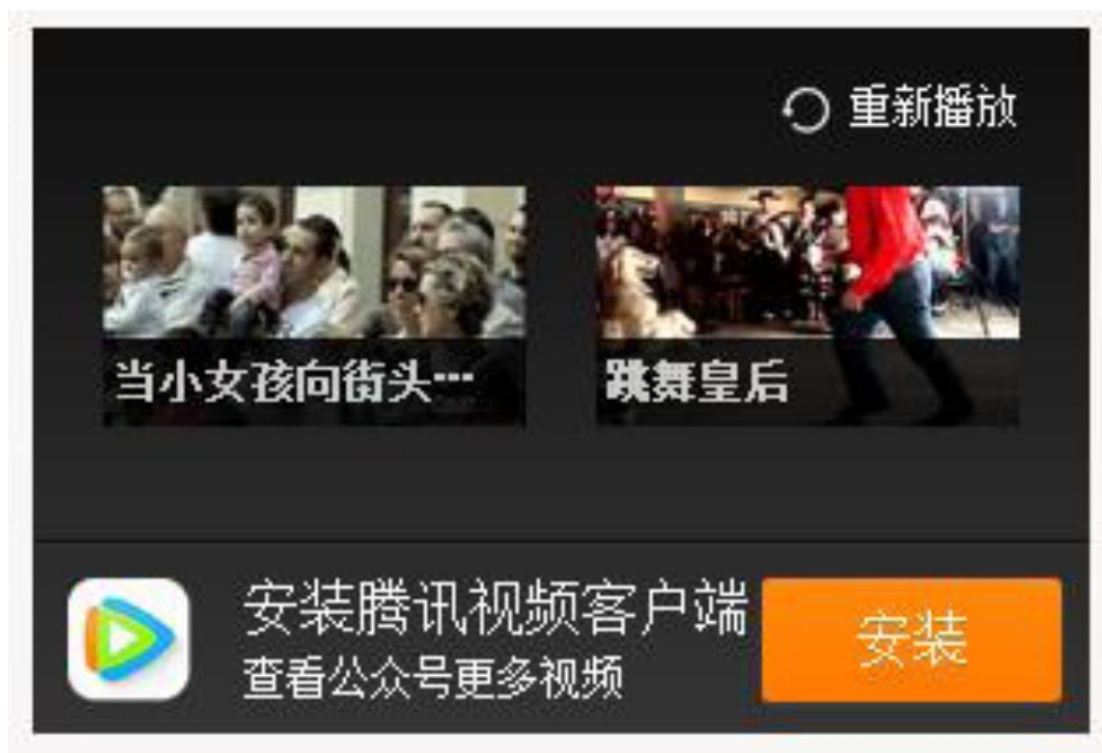 重新播放
当小女孩向街头…
跳舞皇后
安装腾讯视频客户端
查看公众号更多视频
安装